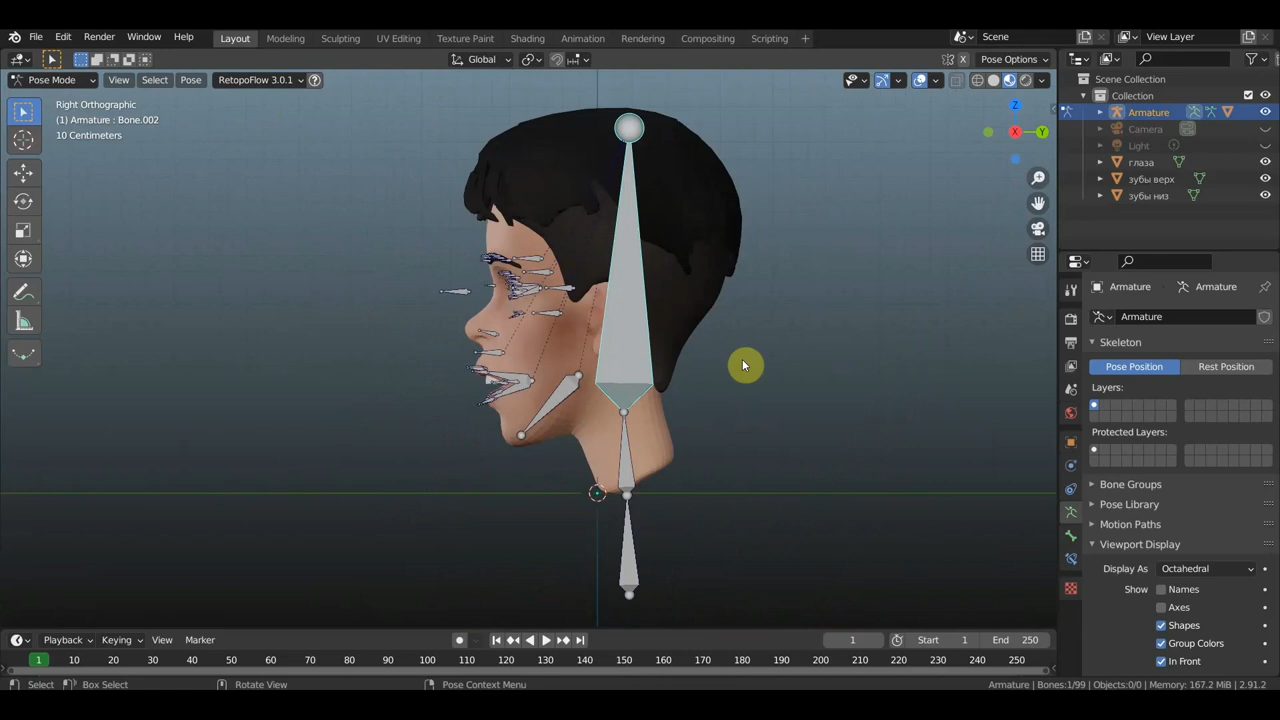 File Edit Render Window Help Layout Modeling Sculpting UV Editing Texture Paint Shading Animation Rendering Compositing Scripting + Scene View Layer
Global Pose Options
Pose Mode View Select Pose RetopoFlow 3.0.1 Scene Collection
Collection
Right Orthographic
(1) Armature : Bone.002
10 Centimeters
Armature
Camera
Light
глаза
зубы верх
зубы низ
Z
X
Y
Armature Armature
Armature
Skeleton
Pose Position Rest Position
Layers:
Protected Layers:
Bone Groups
Pose Library
Motion Paths
Viewport Display
Display As Octahedral
Show Names
Axes
Shapes
Group Colors
In Front
Playback Keying View Marker 1 Start 1 End 250
1 10 20 30 40 50 60 70 80 90 100 110 120 130 140 150 160 170 180 190 200 210 220 230 240 250
Select Box Select Rotate View Pose Context Menu Armature | Bones:1/99 | Objects:0/0 | Memory: 167.2 MiB | 2.91.2